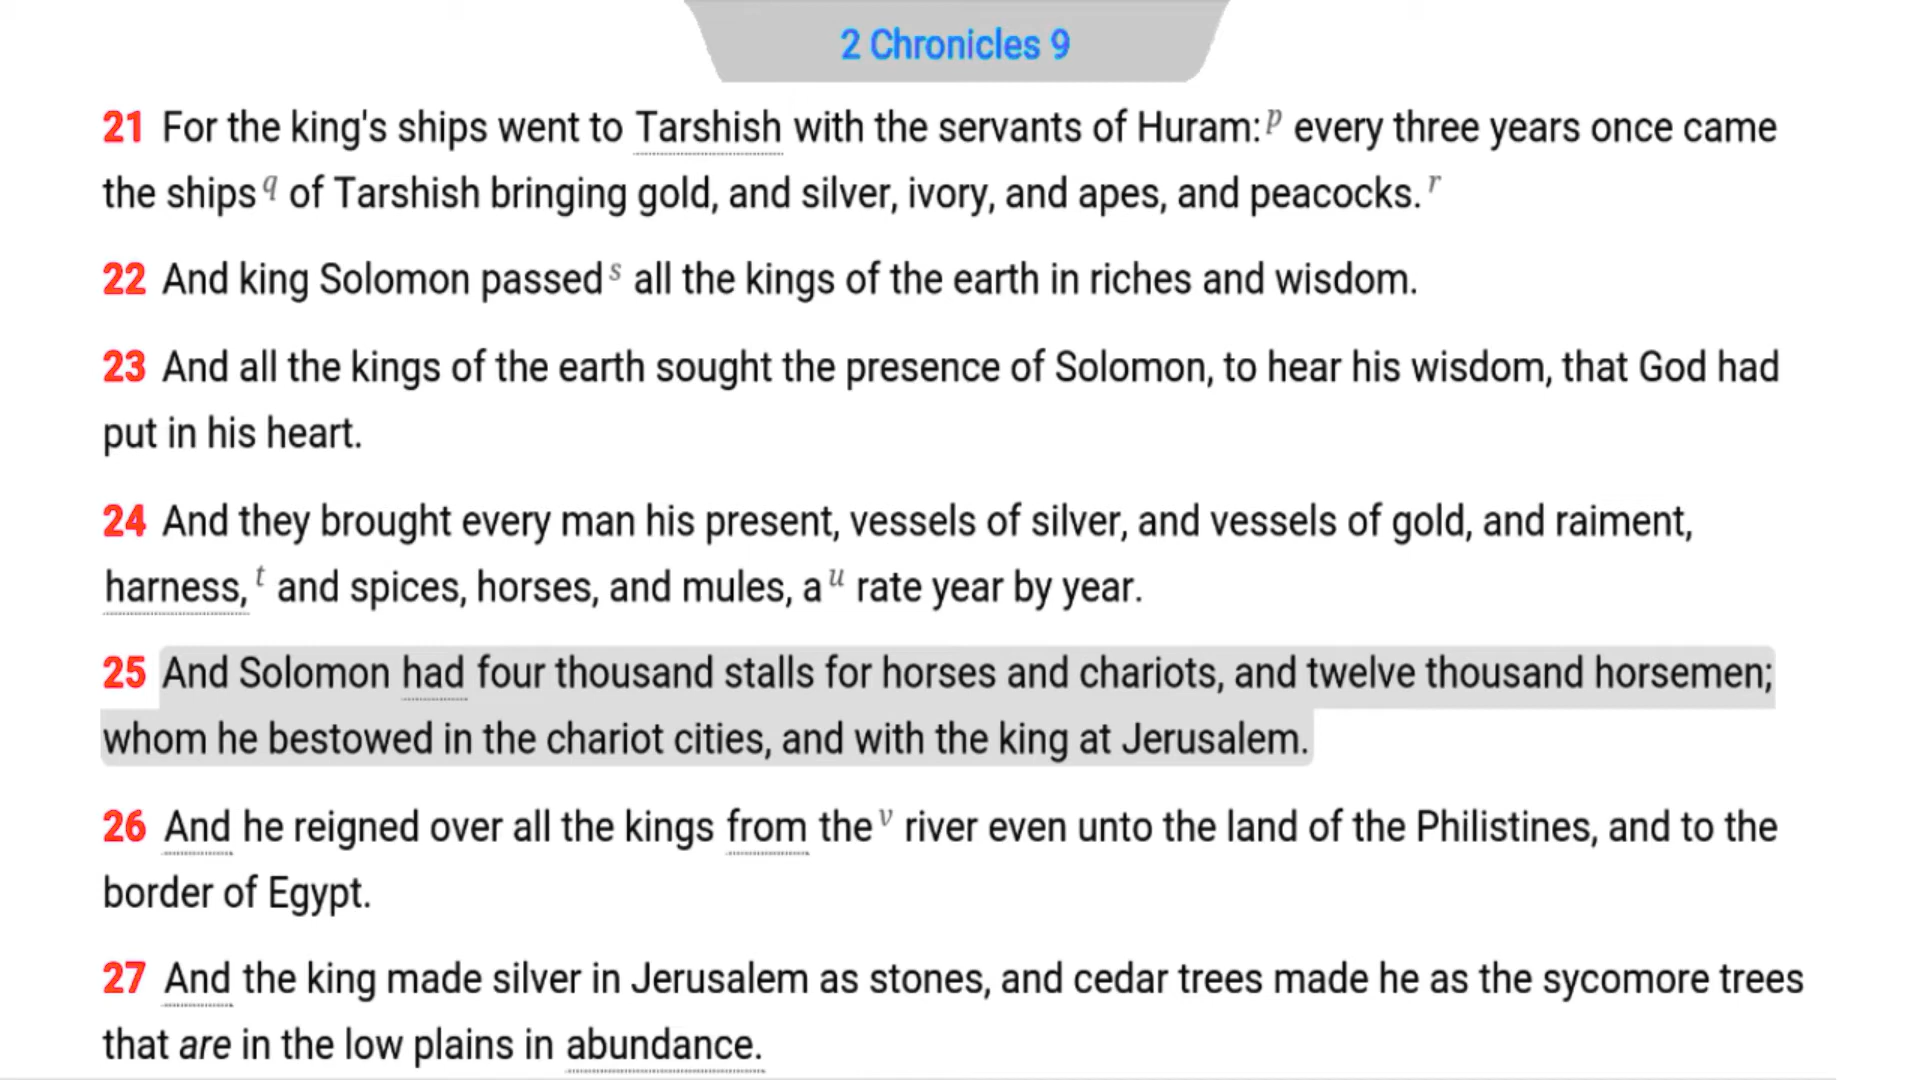 2 Chronicles 9
21 For the king's ships went to Tarshish with the servants of Huram:p every three years once came
the ships q of Tarshish bringing gold, and silver, ivory, and apes, and peacocks. r
22 And king Solomon passed s all the kings of the earth in riches and wisdom.
23 And all the kings of the earth sought the presence of Solomon, to hear his wisdom, that God had
put in his heart.
24 And they brought every man his present, vessels of silver, and vessels of gold, and raiment,
harness, t and spices, horses, and mules, a u rate year by year.
25 And Solomon had four thousand stalls for horses and chariots, and twelve thousand horsemen;
whom he bestowed in the chariot cities, and with the king at Jerusalem.
26 And he reigned over all the kings from the v river even unto the land of the Philistines, and to the
border of Egypt.
27 And the king made silver in Jerusalem as stones, and cedar trees made he as the sycomore trees
that are in the low plains in abundance.